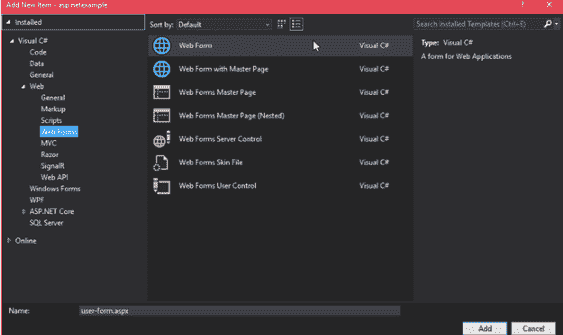 Add New Item - asp.netexample
? ×
Installed
Sort by: Default
Search Installed Templates (Ctrl+E)
Visual C#
Code
Data
General
Web
General
Markup
Scripts
Web Forms
MVC
Razor
SignalR
Web API
Windows Forms
WPF
ASP.NET Core
SQL Server
Online
Web Form Visual C#
Web Form with Master Page Visual C#
Web Forms Master Page Visual C#
Web Forms Master Page (Nested) Visual C#
Web Forms Server Control Visual C#
Web Forms Skin File Visual C#
Web Forms User Control Visual C#
Type: Visual C#
A form for Web Applications
Name: user-form.aspx
Add Cancel